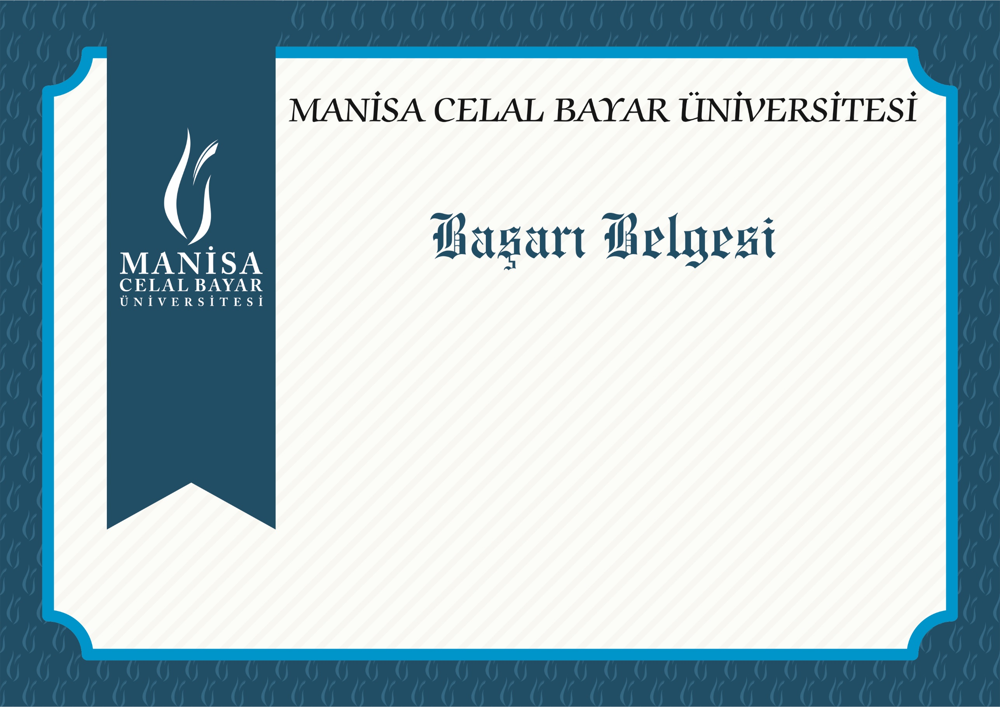 MANİSA CELAL BAYAR ÜNİVERSİTESİ
Başarı Belgesi
MANİSA
CELAL BAYAR
ÜNİVERSİTESİ